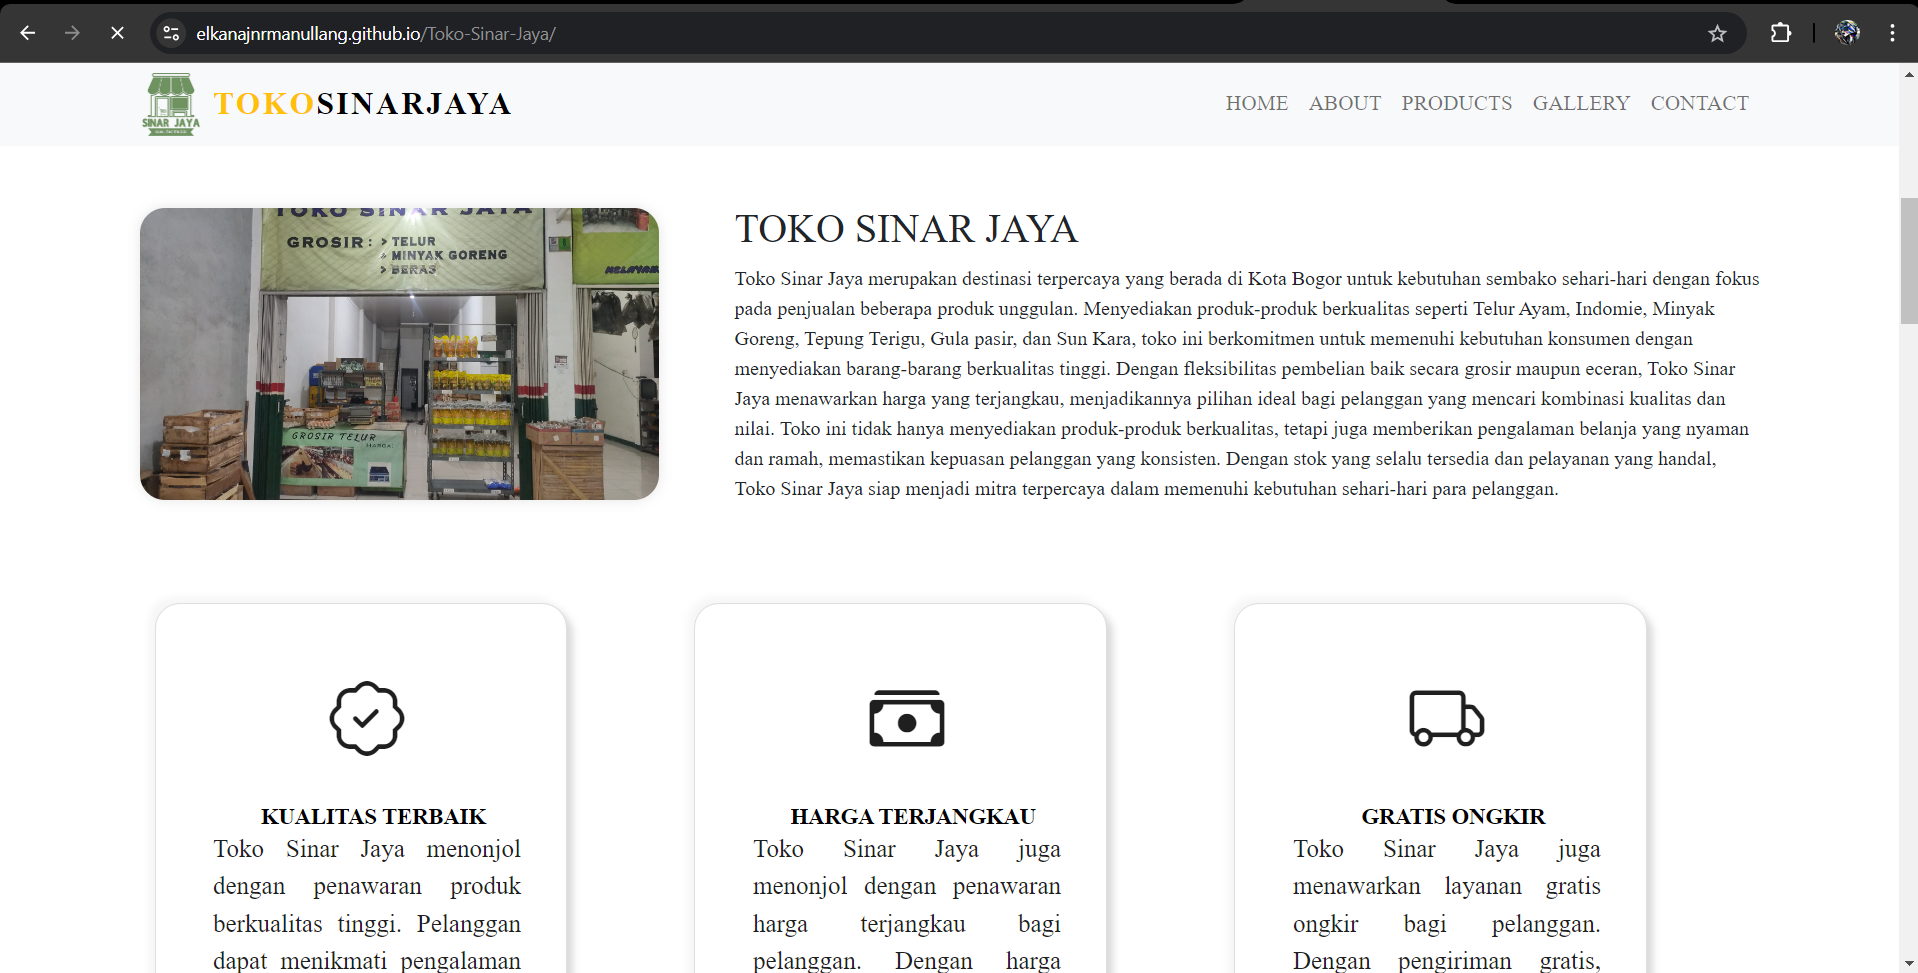 elkanajnrmanullang.github.io/Toko-Sinar-Jaya/
SINAR JAYA
TOKOSINARJAYA
HOME ABOUT PRODUCTS GALLERY CONTACT
TOKO SINAR JAYA
GROSIR : > TELUR
> MINYAK GORENG
> BERAS
GROSIR TELUR
HARGA:
TOKO SINAR JAYA
Toko Sinar Jaya merupakan destinasi terpercaya yang berada di Kota Bogor untuk kebutuhan sembako sehari-hari dengan fokus
pada penjualan beberapa produk unggulan. Menyediakan produk-produk berkualitas seperti Telur Ayam, Indomie, Minyak
Goreng, Tepung Terigu, Gula pasir, dan Sun Kara, toko ini berkomitmen untuk memenuhi kebutuhan konsumen dengan
menyediakan barang-barang berkualitas tinggi. Dengan fleksibilitas pembelian baik secara grosir maupun eceran, Toko Sinar
Jaya menawarkan harga yang terjangkau, menjadikannya pilihan ideal bagi pelanggan yang mencari kombinasi kualitas dan
nilai. Toko ini tidak hanya menyediakan produk-produk berkualitas, tetapi juga memberikan pengalaman belanja yang nyaman
dan ramah, memastikan kepuasan pelanggan yang konsisten. Dengan stok yang selalu tersedia dan pelayanan yang handal,
Toko Sinar Jaya siap menjadi mitra terpercaya dalam memenuhi kebutuhan sehari-hari para pelanggan.
KUALITAS TERBAIK
Toko Sinar Jaya menonjol
dengan penawaran produk
berkualitas tinggi. Pelanggan
dapat menikmati pengalaman
HARGA TERJANGKAU
Toko Sinar Jaya juga
menonjol dengan penawaran
harga terjangkau bagi
pelanggan. Dengan harga
GRATIS ONGKIR
Toko Sinar Jaya juga
menawarkan layanan gratis
ongkir bagi pelanggan.
Dengan pengiriman gratis,